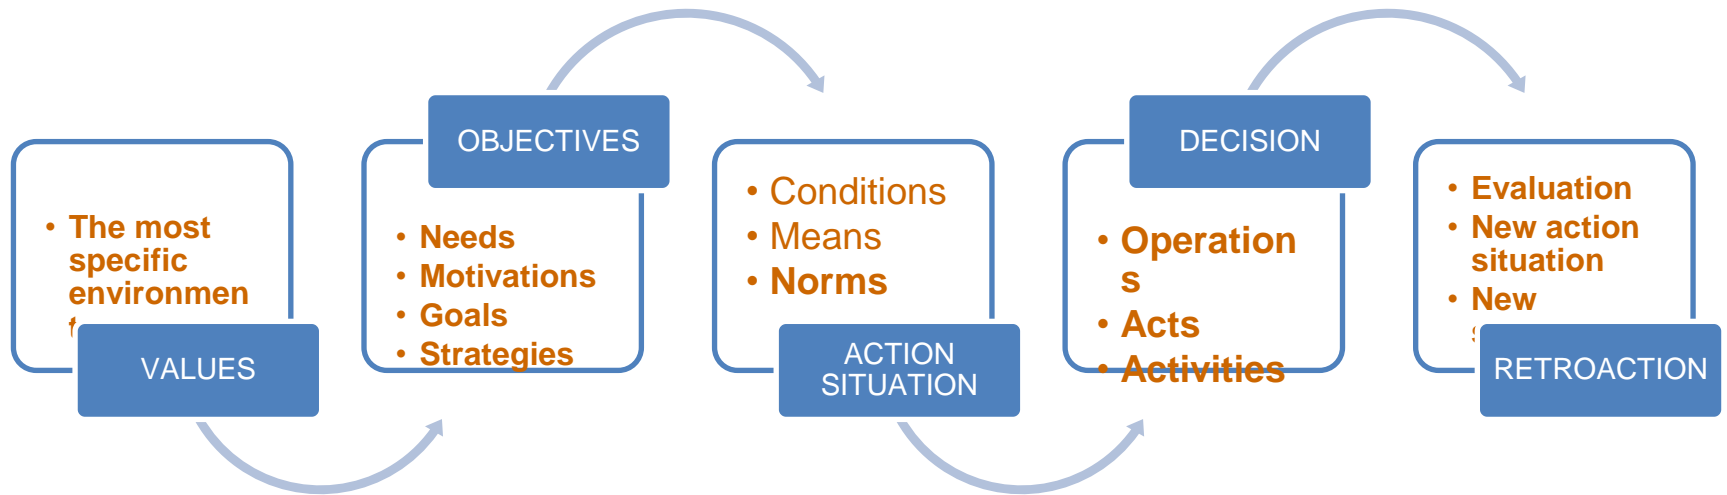 • The most
specific
environmen
t
VALUES
OBJECTIVES
• Needs
• Motivations
• Goals
• Strategies
• Conditions
• Means
• Norms
ACTION
SITUATION
DECISION
• Operation
s
• Acts
• Activities
• Evaluation
• New action
situation
• New
RETROACTION